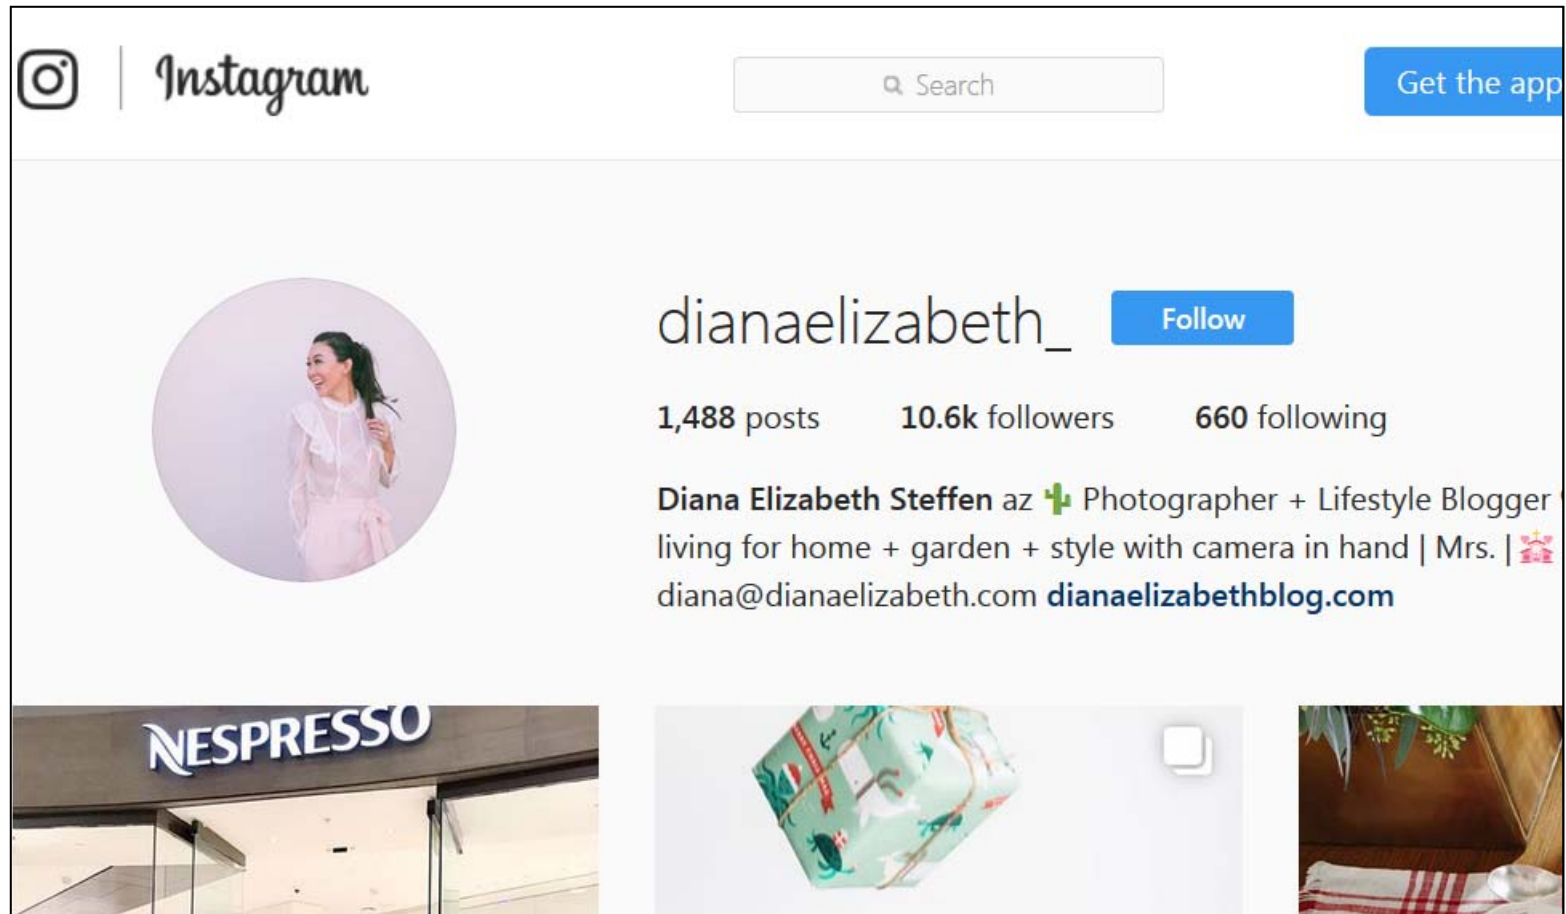 Instagram
Search
Get the app
dianaelizabeth_
Follow
1,488 posts 10.6k followers 660 following
Diana Elizabeth Steffen az 🌵 Photographer + Lifestyle Blogger
living for home + garden + style with camera in hand | Mrs. | 💒
diana@dianaelizabeth.com dianaelizabethblog.com
NESPRESSO